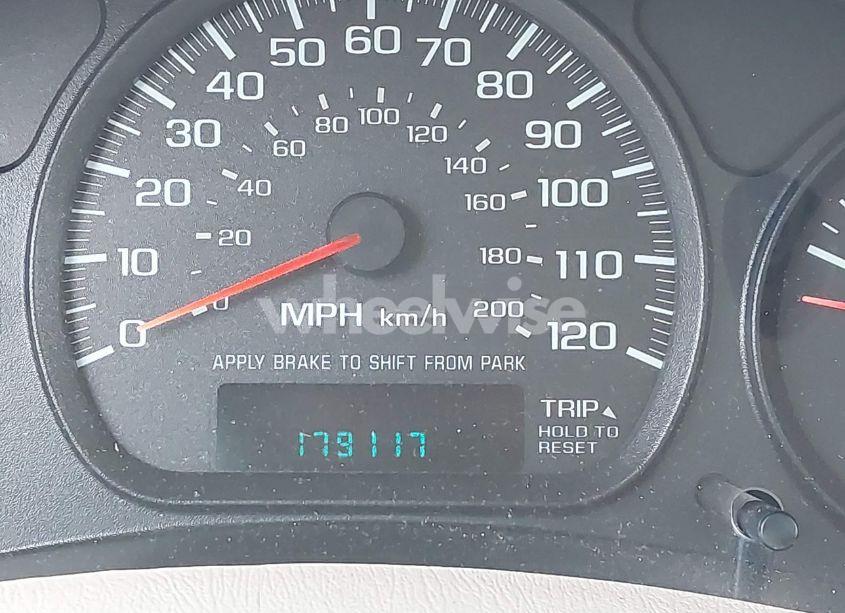 0 10 20 30 40 50 60 70 80 90 100 110 120
0 20 40 60 80 100 120 140 160 180 200
MPH km/h
wheelwise
APPLY BRAKE TO SHIFT FROM PARK
TRIP
HOLD TO
RESET
179117